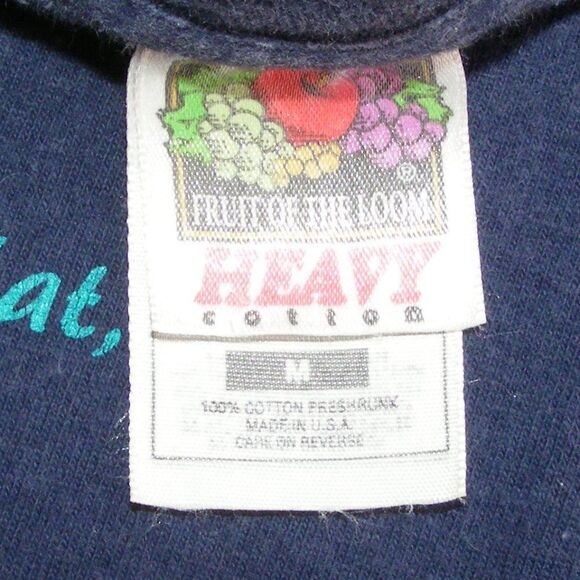 ®
FRUIT OF THE LOOM
HEAVY
cotton
at,
M
100% COTTON PRESHRUNK
MADE IN U.S.A.
CARE ON REVERSE